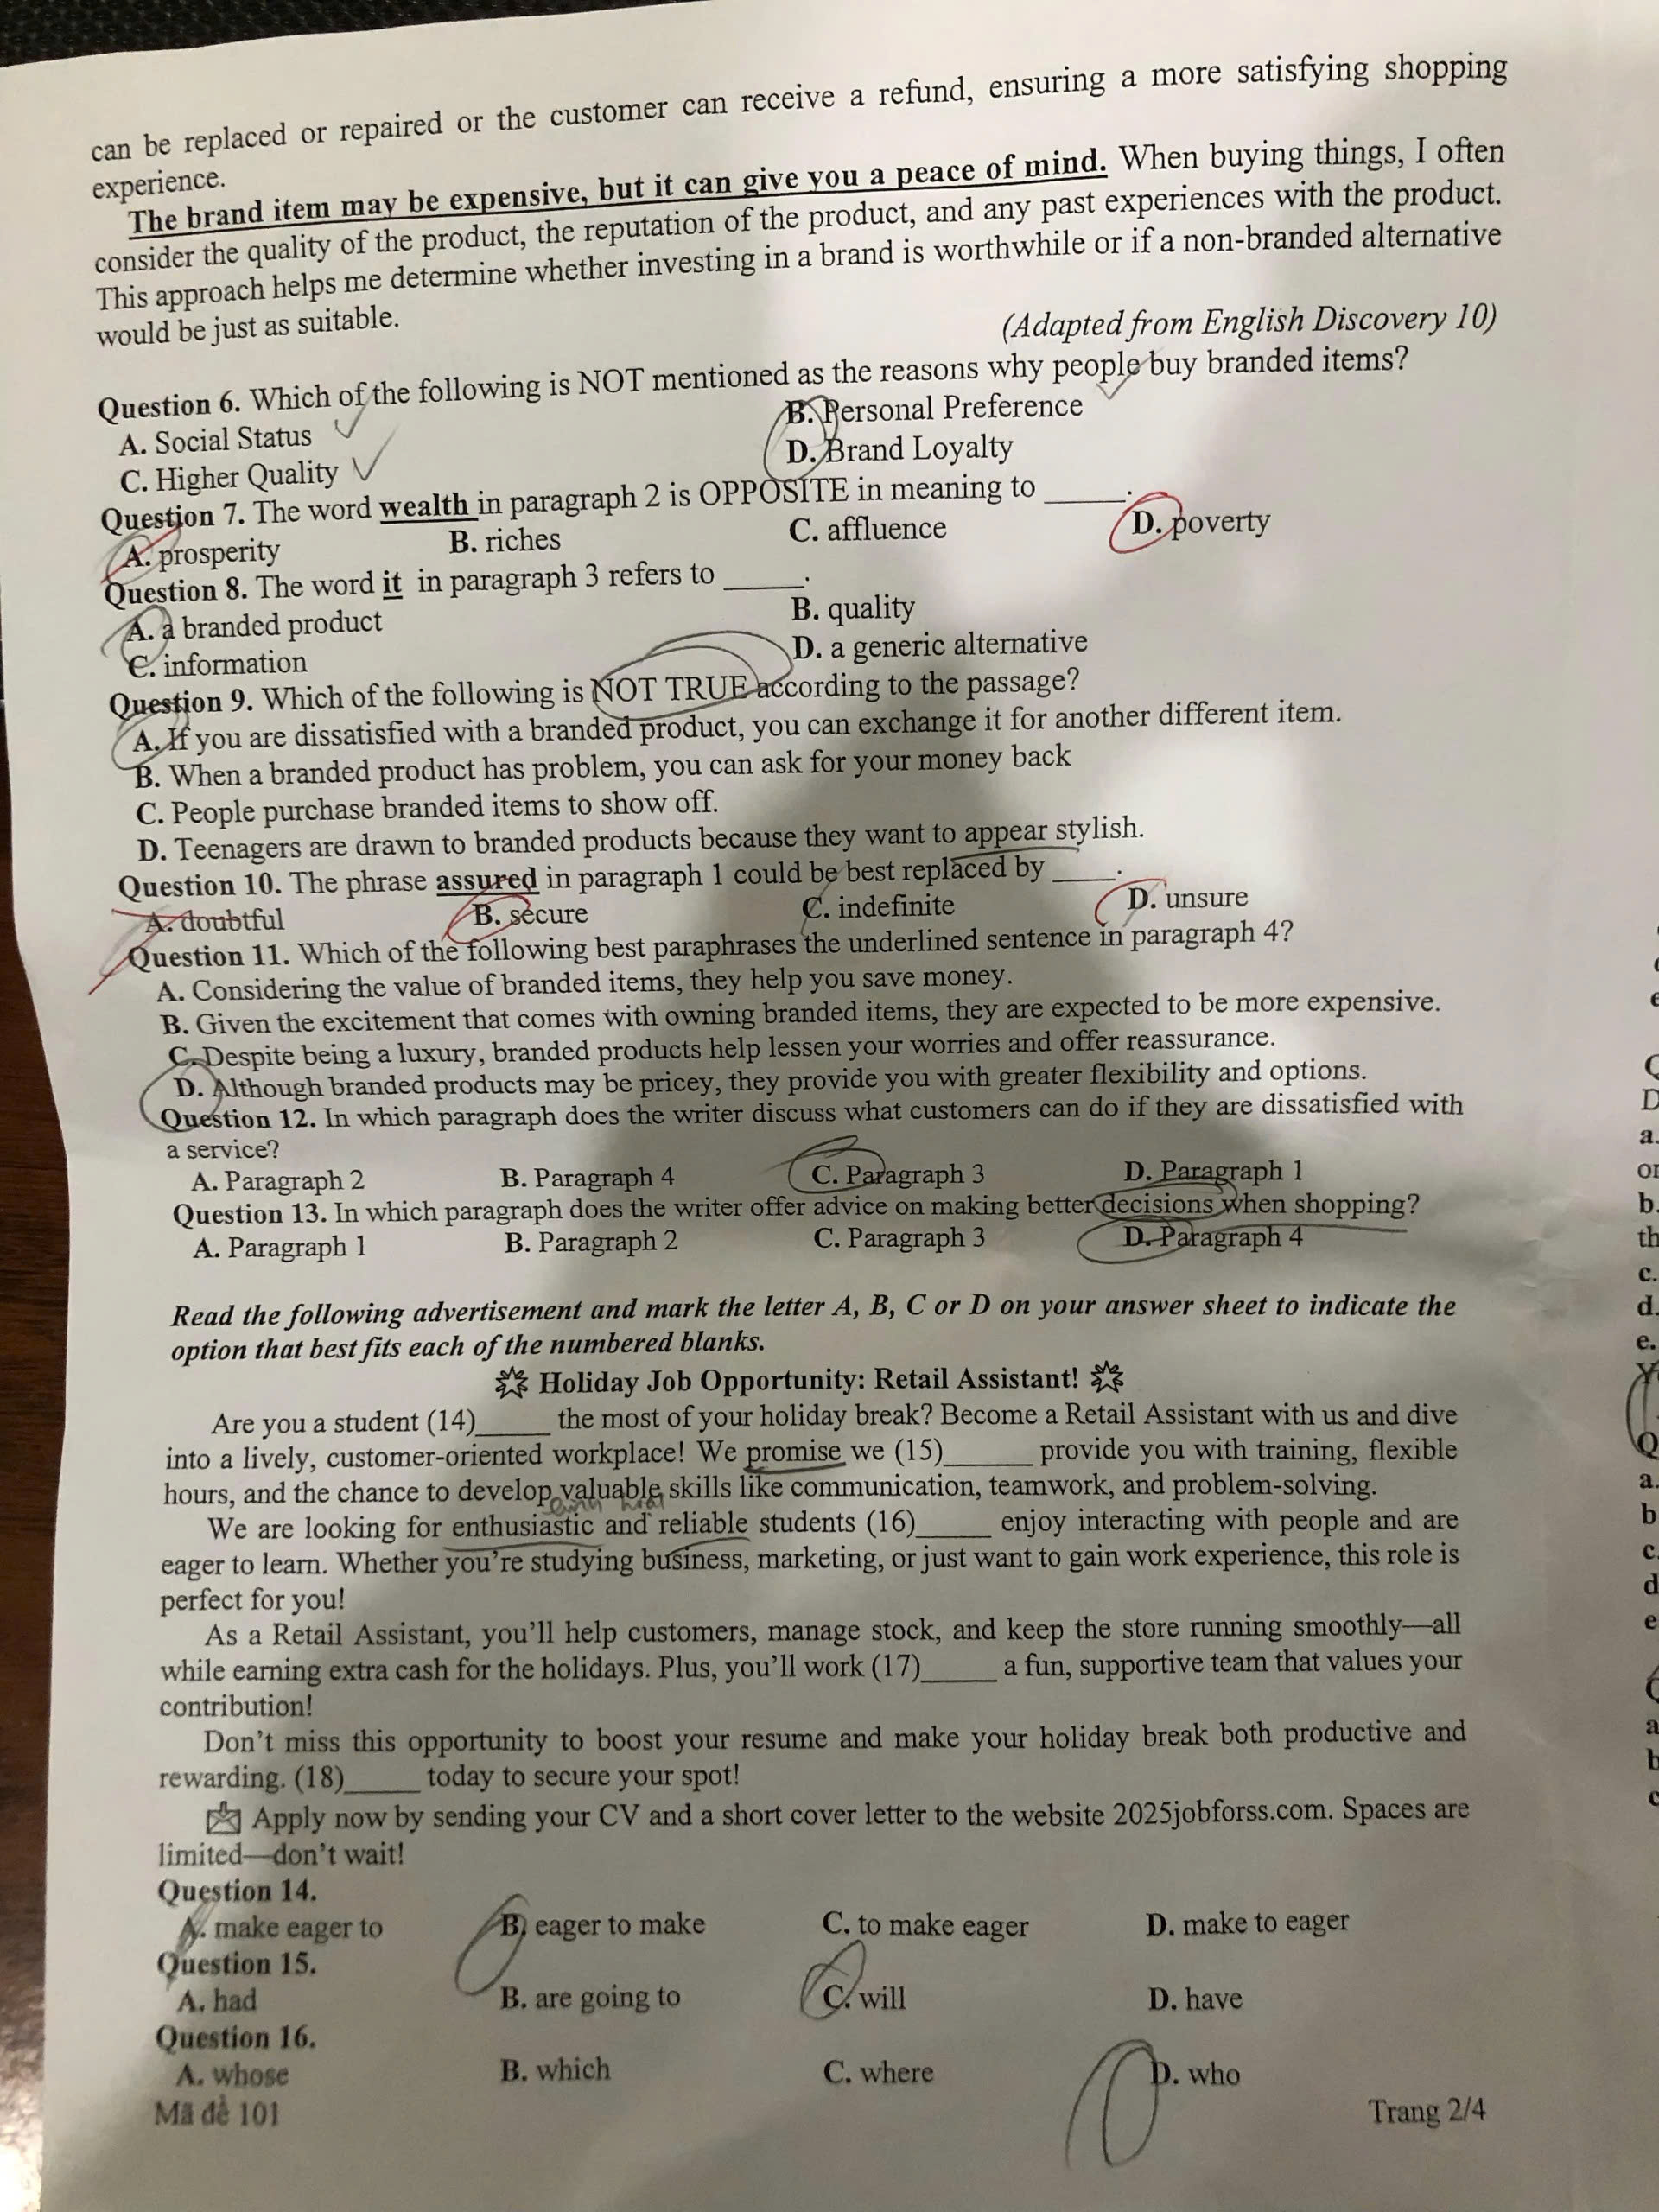 can be replaced or repaired or the customer can receive a refund, ensuring a more satisfying shopping
experience.
The brand item may be expensive, but it can give you a peace of mind. When buying things, I often
consider the quality of the product, the reputation of the product, and any past experiences with the product.
This approach helps me determine whether investing in a brand is worthwhile or if a non-branded alternative
would be just as suitable.
(Adapted from English Discovery 10)
Question 6. Which of the following is NOT mentioned as the reasons why people buy branded items?
A. Social Status B. Personal Preference
C. Higher Quality D. Brand Loyalty
Question 7. The word wealth in paragraph 2 is OPPOSITE in meaning to _____.
A. prosperity B. riches C. affluence D. poverty
Question 8. The word it in paragraph 3 refers to _____.
A. a branded product B. quality
C. information D. a generic alternative
Question 9. Which of the following is NOT TRUE according to the passage?
A. If you are dissatisfied with a branded product, you can exchange it for another different item.
B. When a branded product has problem, you can ask for your money back
C. People purchase branded items to show off.
D. Teenagers are drawn to branded products because they want to appear stylish.
Question 10. The phrase assured in paragraph 1 could be best replaced by ____.
A. doubtful B. secure C. indefinite D. unsure
Question 11. Which of the following best paraphrases the underlined sentence in paragraph 4?
A. Considering the value of branded items, they help you save money.
B. Given the excitement that comes with owning branded items, they are expected to be more expensive.
C. Despite being a luxury, branded products help lessen your worries and offer reassurance.
D. Although branded products may be pricey, they provide you with greater flexibility and options.
Question 12. In which paragraph does the writer discuss what customers can do if they are dissatisfied with
a service?
A. Paragraph 2 B. Paragraph 4 C. Paragraph 3 D. Paragraph 1
Question 13. In which paragraph does the writer offer advice on making better decisions when shopping?
A. Paragraph 1 B. Paragraph 2 C. Paragraph 3 D. Paragraph 4
Read the following advertisement and mark the letter A, B, C or D on your answer sheet to indicate the
option that best fits each of the numbered blanks.
Holiday Job Opportunity: Retail Assistant!
Are you a student (14)_____ the most of your holiday break? Become a Retail Assistant with us and dive
into a lively, customer-oriented workplace! We promise we (15)______ provide you with training, flexible
hours, and the chance to develop valuable skills like communication, teamwork, and problem-solving.
We are looking for enthusiastic and reliable students (16)_____ enjoy interacting with people and are
eager to learn. Whether you're studying business, marketing, or just want to gain work experience, this role is
perfect for you!
As a Retail Assistant, you'll help customers, manage stock, and keep the store running smoothly—all
while earning extra cash for the holidays. Plus, you'll work (17)_____ a fun, supportive team that values your
contribution!
Don't miss this opportunity to boost your resume and make your holiday break both productive and
rewarding. (18)_____ today to secure your spot!
Apply now by sending your CV and a short cover letter to the website 2025jobforss.com. Spaces are
limited—don't wait!
Question 14.
A. make eager to B. eager to make C. to make eager D. make to eager
Question 15.
A. had B. are going to C. will D. have
Question 16.
A. whose B. which C. where D. who
Mã đề 101 Trang 2/4